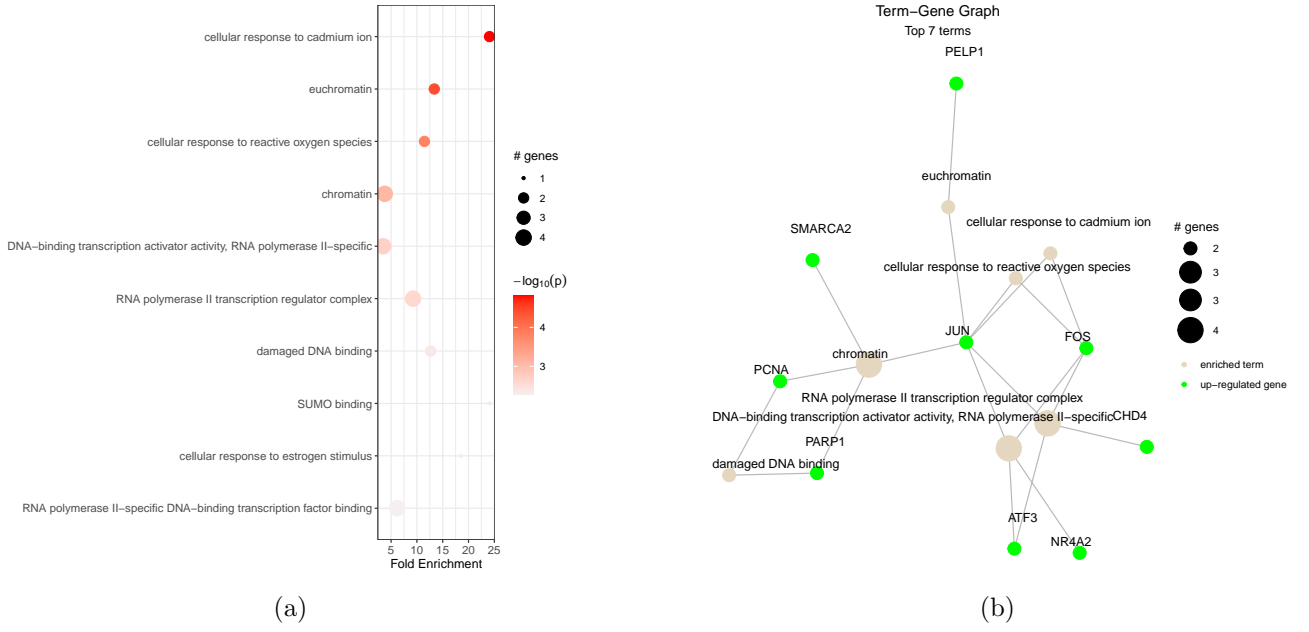 cellular response to cadmium ion
euchromatin
cellular response to reactive oxygen species
chromatin
DNA−binding transcription activator activity, RNA polymerase II−specific
RNA polymerase II transcription regulator complex
damaged DNA binding
SUMO binding
cellular response to estrogen stimulus
RNA polymerase II−specific DNA−binding transcription factor binding
5 10 15 20 25
Fold Enrichment
# genes
1
2
3
4
−log10(p)
4
3
(a)
Term−Gene Graph
Top 7 terms
PELP1
euchromatin
cellular response to cadmium ion
SMARCA2
cellular response to reactive oxygen species
JUN
FOS
chromatin
PCNA
RNA polymerase II transcription regulator complex
DNA−binding transcription activator activity, RNA polymerase II−specific
CHD4
PARP1
damaged DNA binding
ATF3
NR4A2
# genes
2
3
3
4
enriched term
up−regulated gene
(b)